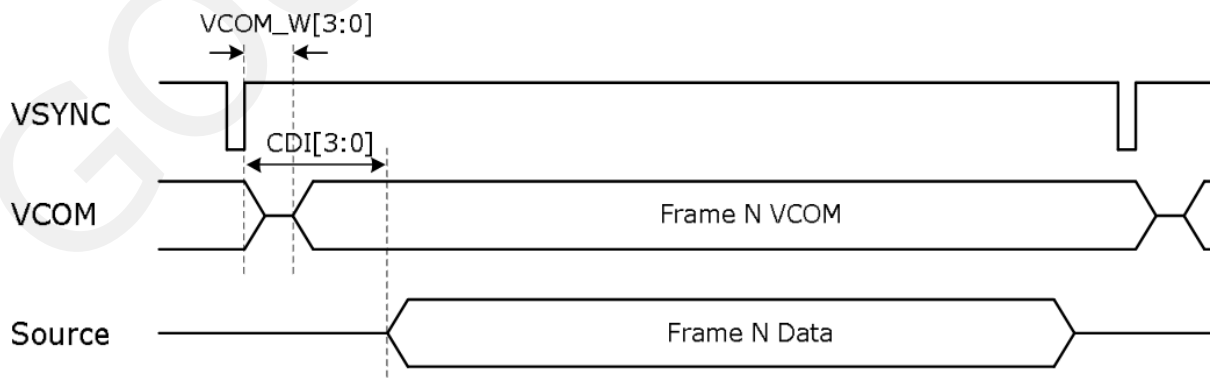 VCOM_W[3:0]
VSYNC
CDI[3:0]
VCOM
Frame N VCOM
Source
Frame N Data